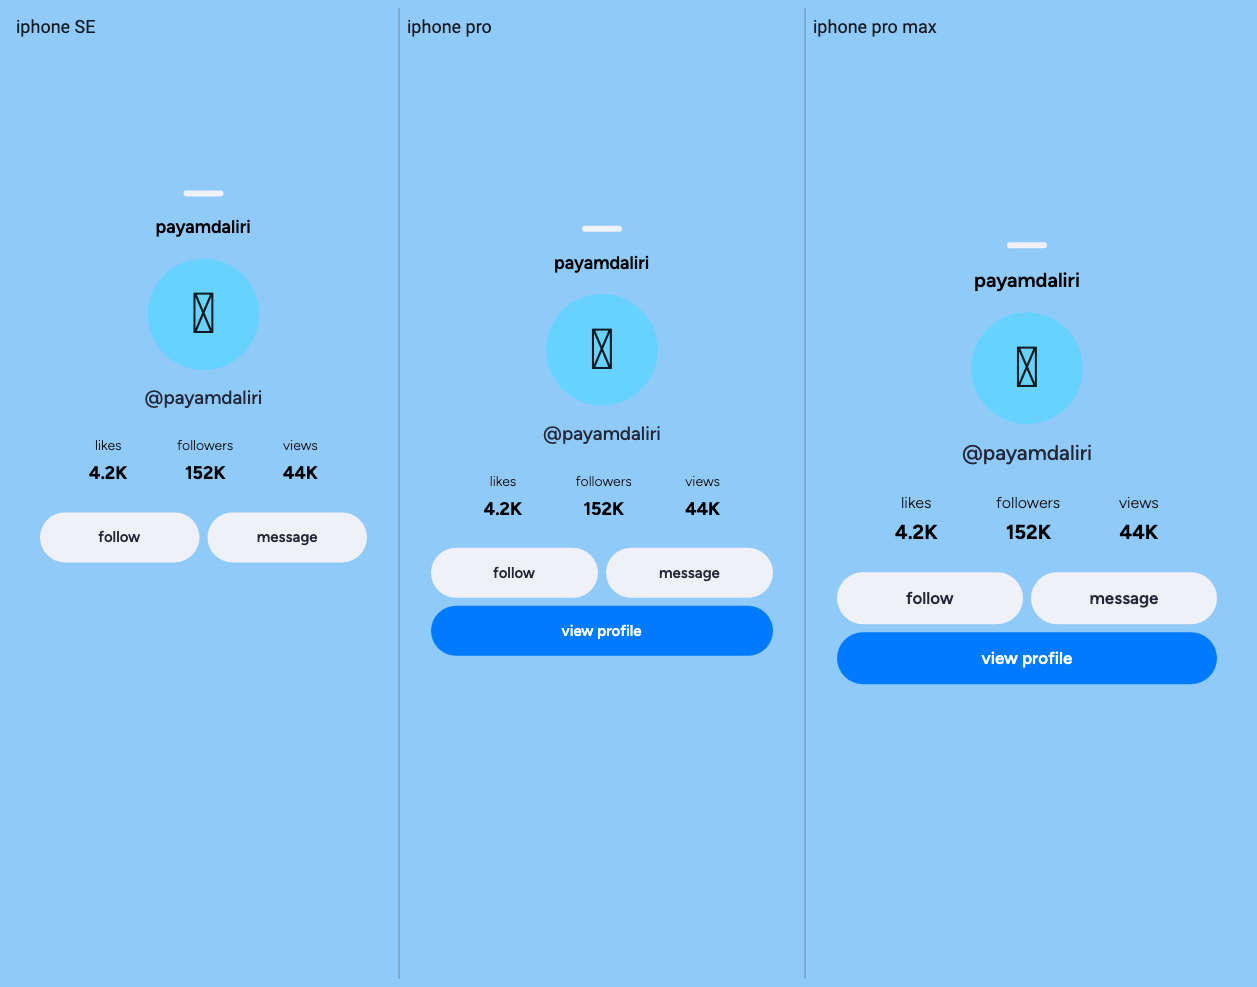 iphone SE
payamdaliri
@payamdaliri
likes followers views
4.2K 152K 44K
follow message
iphone pro
payamdaliri
@payamdaliri
likes followers views
4.2K 152K 44K
follow message
view profile
iphone pro max
payamdaliri
@payamdaliri
likes followers views
4.2K 152K 44K
follow message
view profile